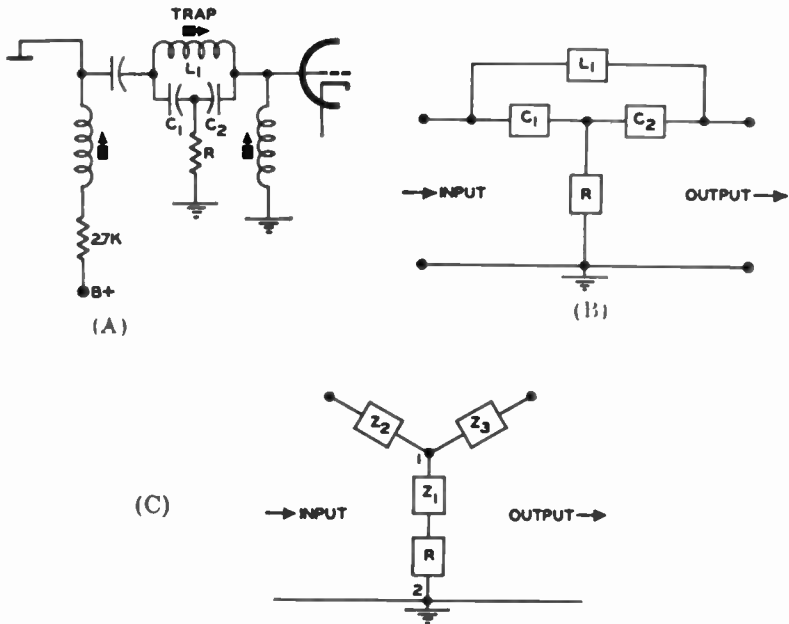 TRAP
L1
C1
C2
R
27K
B+
(A)
L1
C1
C2
R
INPUT
OUTPUT
(B)
Z2
Z3
1
Z1
(C)
INPUT
OUTPUT
R
2